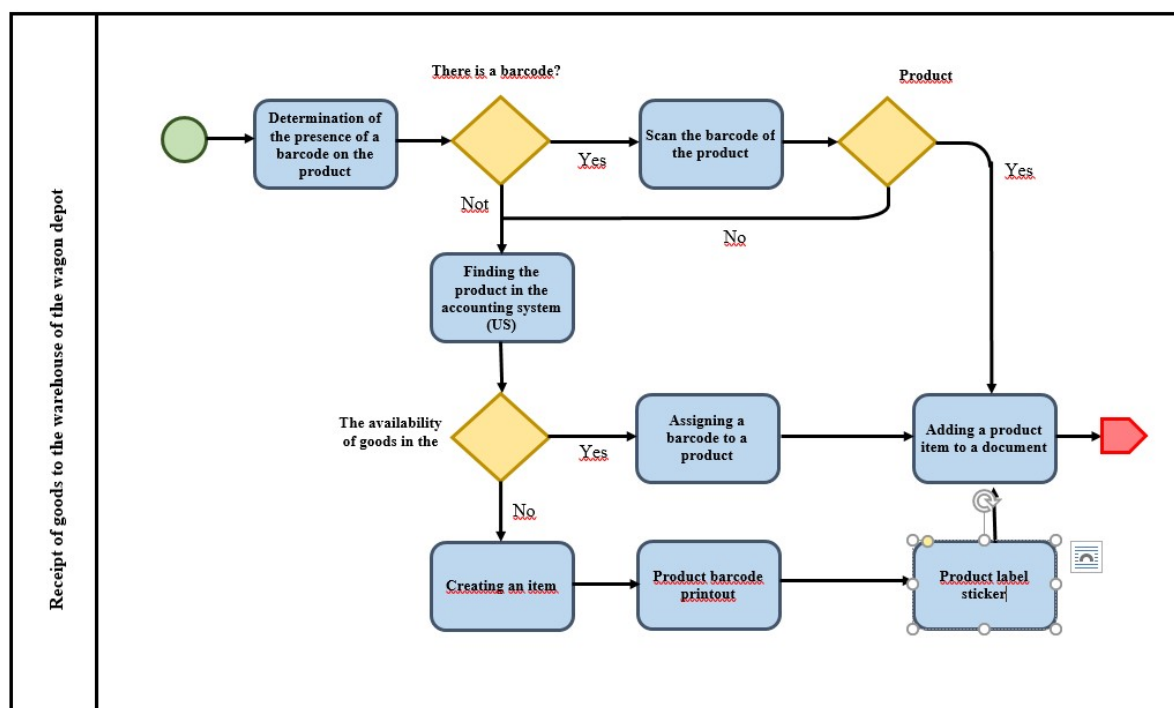 Receipt of goods to the warehouse of the wagon depot
There is a barcode?
Product
Determination of
the presence of a
barcode on the
product
Yes
Scan the barcode of
the product
Yes
Not
No
Finding the
product in the
accounting system
(US)
The availability
of goods in the
Yes
Assigning a
barcode to a
product
Adding a product
item to a document
No
Creating an item
Product barcode
printout
Product label
sticker